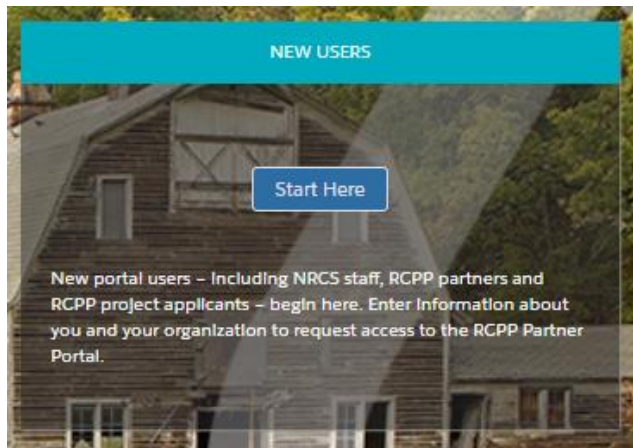 NEW USERS
Start Here
New portal users – including NRCS staff, RCPP partners and
RCPP project applicants – begin here. Enter information about
you and your organization to request access to the RCPP Partner
Portal.